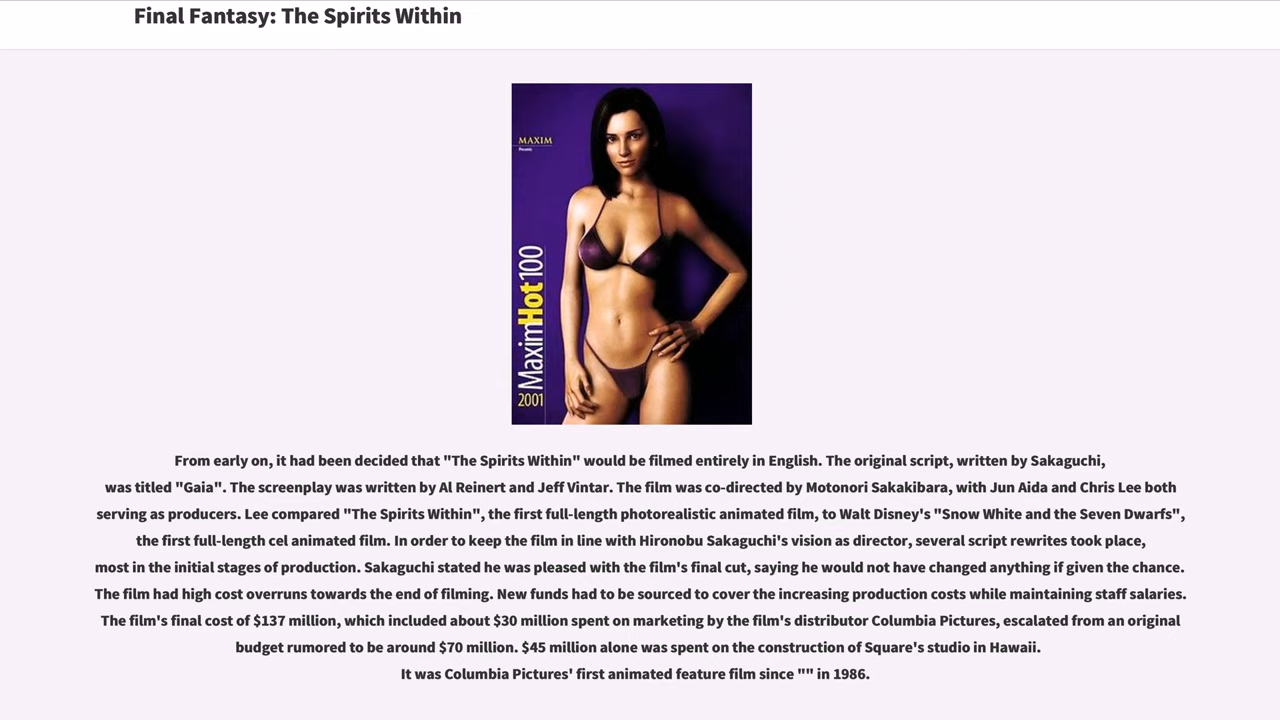 Final Fantasy: The Spirits Within
MAXIM
Presents
2001 MaximHot100
From early on, it had been decided that "The Spirits Within" would be filmed entirely in English. The original script, written by Sakaguchi,
was titled "Gaia". The screenplay was written by Al Reinert and Jeff Vintar. The film was co-directed by Motonori Sakakibara, with Jun Aida and Chris Lee both
serving as producers. Lee compared "The Spirits Within", the first full-length photorealistic animated film, to Walt Disney's "Snow White and the Seven Dwarfs",
the first full-length cel animated film. In order to keep the film in line with Hironobu Sakaguchi's vision as director, several script rewrites took place,
most in the initial stages of production. Sakaguchi stated he was pleased with the film's final cut, saying he would not have changed anything if given the chance.
The film had high cost overruns towards the end of filming. New funds had to be sourced to cover the increasing production costs while maintaining staff salaries.
The film's final cost of $137 million, which included about $30 million spent on marketing by the film's distributor Columbia Pictures, escalated from an original
budget rumored to be around $70 million. $45 million alone was spent on the construction of Square's studio in Hawaii.
It was Columbia Pictures' first animated feature film since "" in 1986.